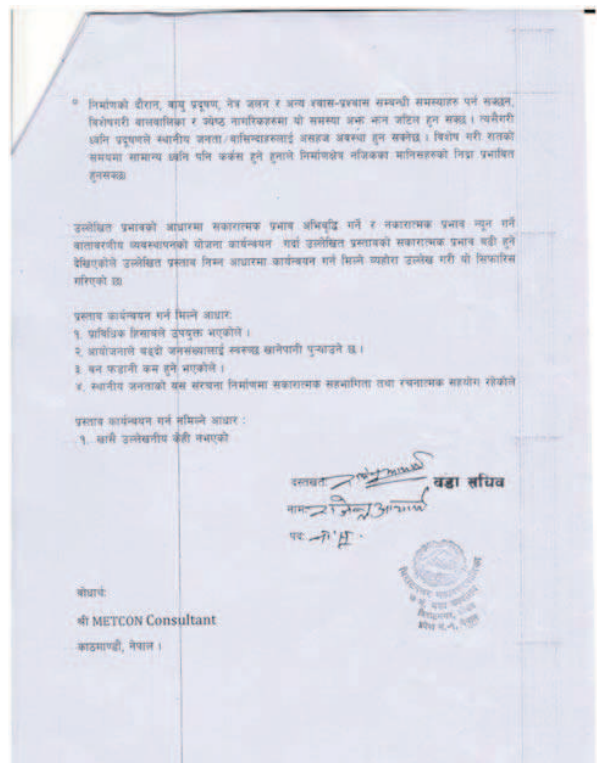 ° निर्माणको दौरान, वायु प्रदूषण, नेत्र जलन र अन्य श्वास-प्रश्वास सम्बन्धी समस्याहरु पर्न सक्छन्,
विशेषगरी बालबालिका र ज्येष्ठ नागरिकहरुमा यो समस्या अझ जटिल हुन सक्छ । त्यसैगरी
ध्वनि प्रदूषणले स्थानीय जनता/बासिन्दाहरुलाई असहज अवस्था हुन सक्नेछ । विशेष गरी रातको
समयमा सामान्य ध्वनि पनि कर्कस हुने हुनाले निर्माणक्षेत्र नजिकका मानिसहरुको निद्रा प्रभावित
हुनसक्छ।
उल्लेखित प्रभावको आधारमा सकारात्मक प्रभाव अभिवृद्धि गर्ने र नकारात्मक प्रभाव न्यून गर्ने
वातावरणीय व्यवस्थापनको योजना कार्यन्वयन गर्दा उल्लेखित प्रस्तावको सकारात्मक प्रभाव बढी हुने
देखिएकोले उल्लेखित प्रस्ताव निम्न आधारमा कार्यन्वयन गर्न मिल्ने व्यहोरा उल्लेख गरी यो सिफारिस
गरिएको छ।
प्रस्ताव कार्यन्वयन गर्न मिल्ने आधार:
१. प्राविधिक हिसाबले उपयुक्त भएकोले ।
२. आयोजनाले बढ्दो जनसंख्यालाई स्वच्छ खानेपानी पुऱ्याउने छ ।
३. बन फडानी कम हुने भएकोले ।
४. स्थानीय जनताको यस संरचना निर्माणमा सकारात्मक सहभागिता तथा रचनात्मक सहयोग रहेकोले
प्रस्ताव कार्यन्वयन गर्न नमिल्ने आधार :
१. खासै उल्लेखनीय केही नभएको
दस्तखत: वडा सचिव
नाम:
पद:
बोधार्थ:
श्री METCON Consultant
काठमाण्डौ, नेपाल ।